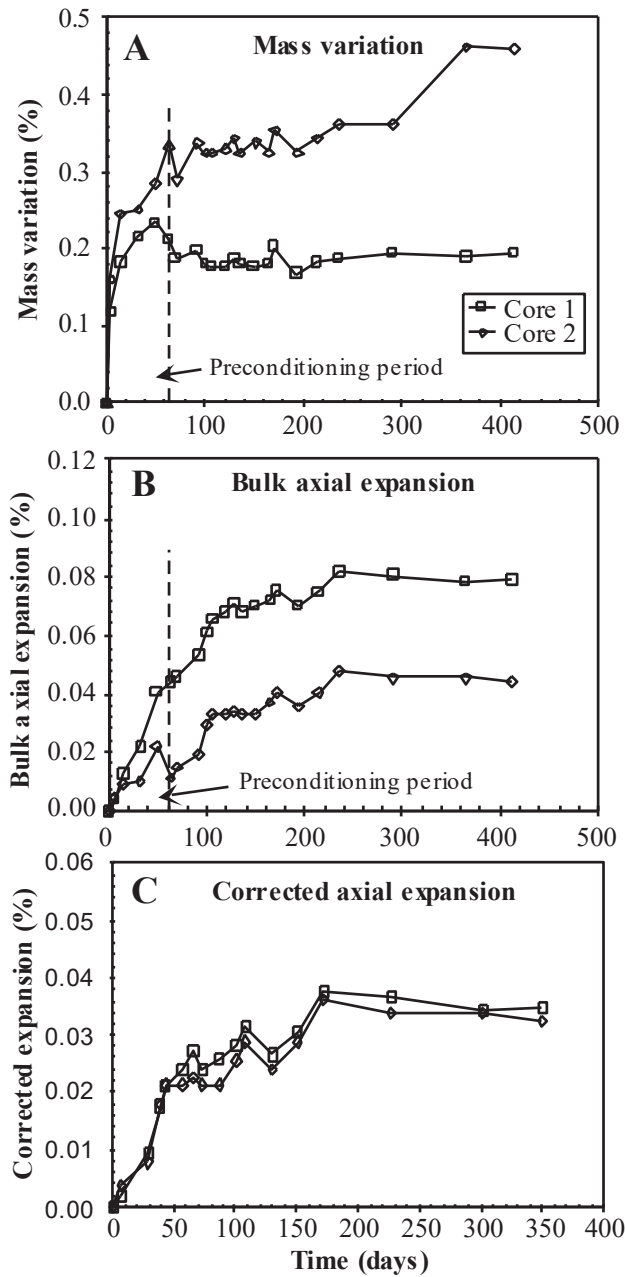 A
Mass variation
Mass variation (%)
0.5
0.4
0.3
0.2
0.1
0.0
Core 1
Core 2
Preconditioning period
0 100 200 300 400 500
B
Bulk axial expansion
Bulk axial expansion (%)
0.12
0.10
0.08
0.06
0.04
0.02
0.00
Preconditioning period
0 100 200 300 400 500
C
Corrected axial expansion
Corrected expansion (%)
0.06
0.05
0.04
0.03
0.02
0.01
0.00
0 50 100 150 200 250 300 350 400
Time (days)